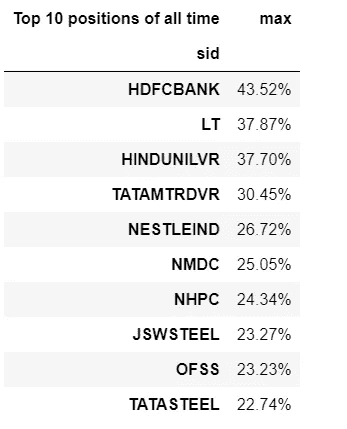 Top 10 positions of all time max
sid
HDFCBANK 43.52%
LT 37.87%
HINDUNILVR 37.70%
TATAMTRDVR 30.45%
NESTLEIND 26.72%
NMDC 25.05%
NHPC 24.34%
JSWSTEEL 23.27%
OFSS 23.23%
TATASTEEL 22.74%